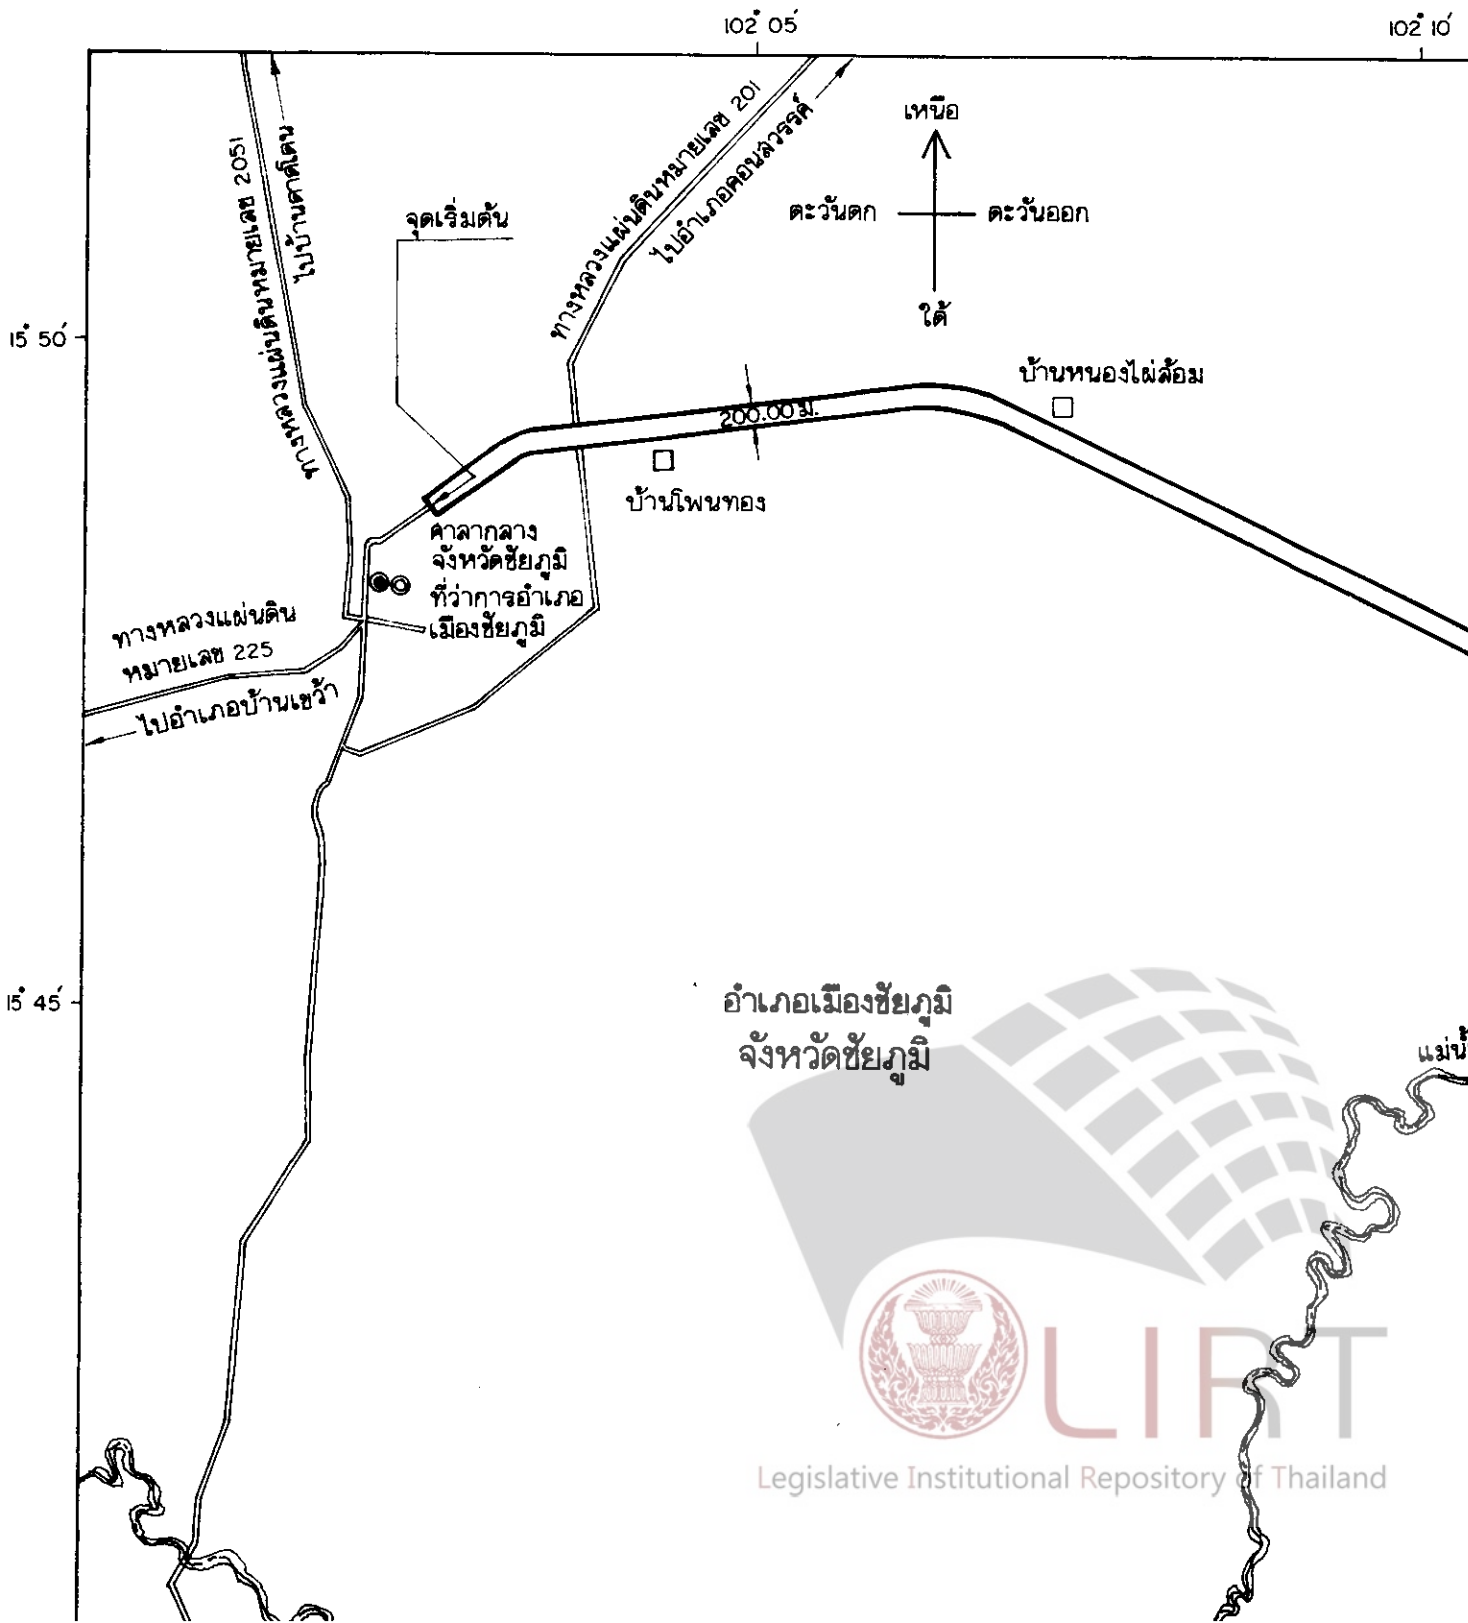 102° 05′
102° 10′
ทางหลวงแผ่นดินหมายเลข 2051
ไปบ้านตาดโตน
ทางหลวงแผ่นดินหมายเลข 201
ไปอำเภอคอนสวรรค์
เหนือ
ตะวันตก
ตะวันออก
ใต้
จุดเริ่มต้น
15° 50′
บ้านหนองไผ่ล้อม
200.00 ม.
บ้านโพนทอง
ศาลากลาง
จังหวัดชัยภูมิ
ที่ว่าการอำเภอ
เมืองชัยภูมิ
ทางหลวงแผ่นดิน
หมายเลข 225
ไปอำเภอบ้านเขว้า
15° 45′
อำเภอเมืองชัยภูมิ
จังหวัดชัยภูมิ
แม่น้ำ
LIRT
Legislative Institutional Repository of Thailand